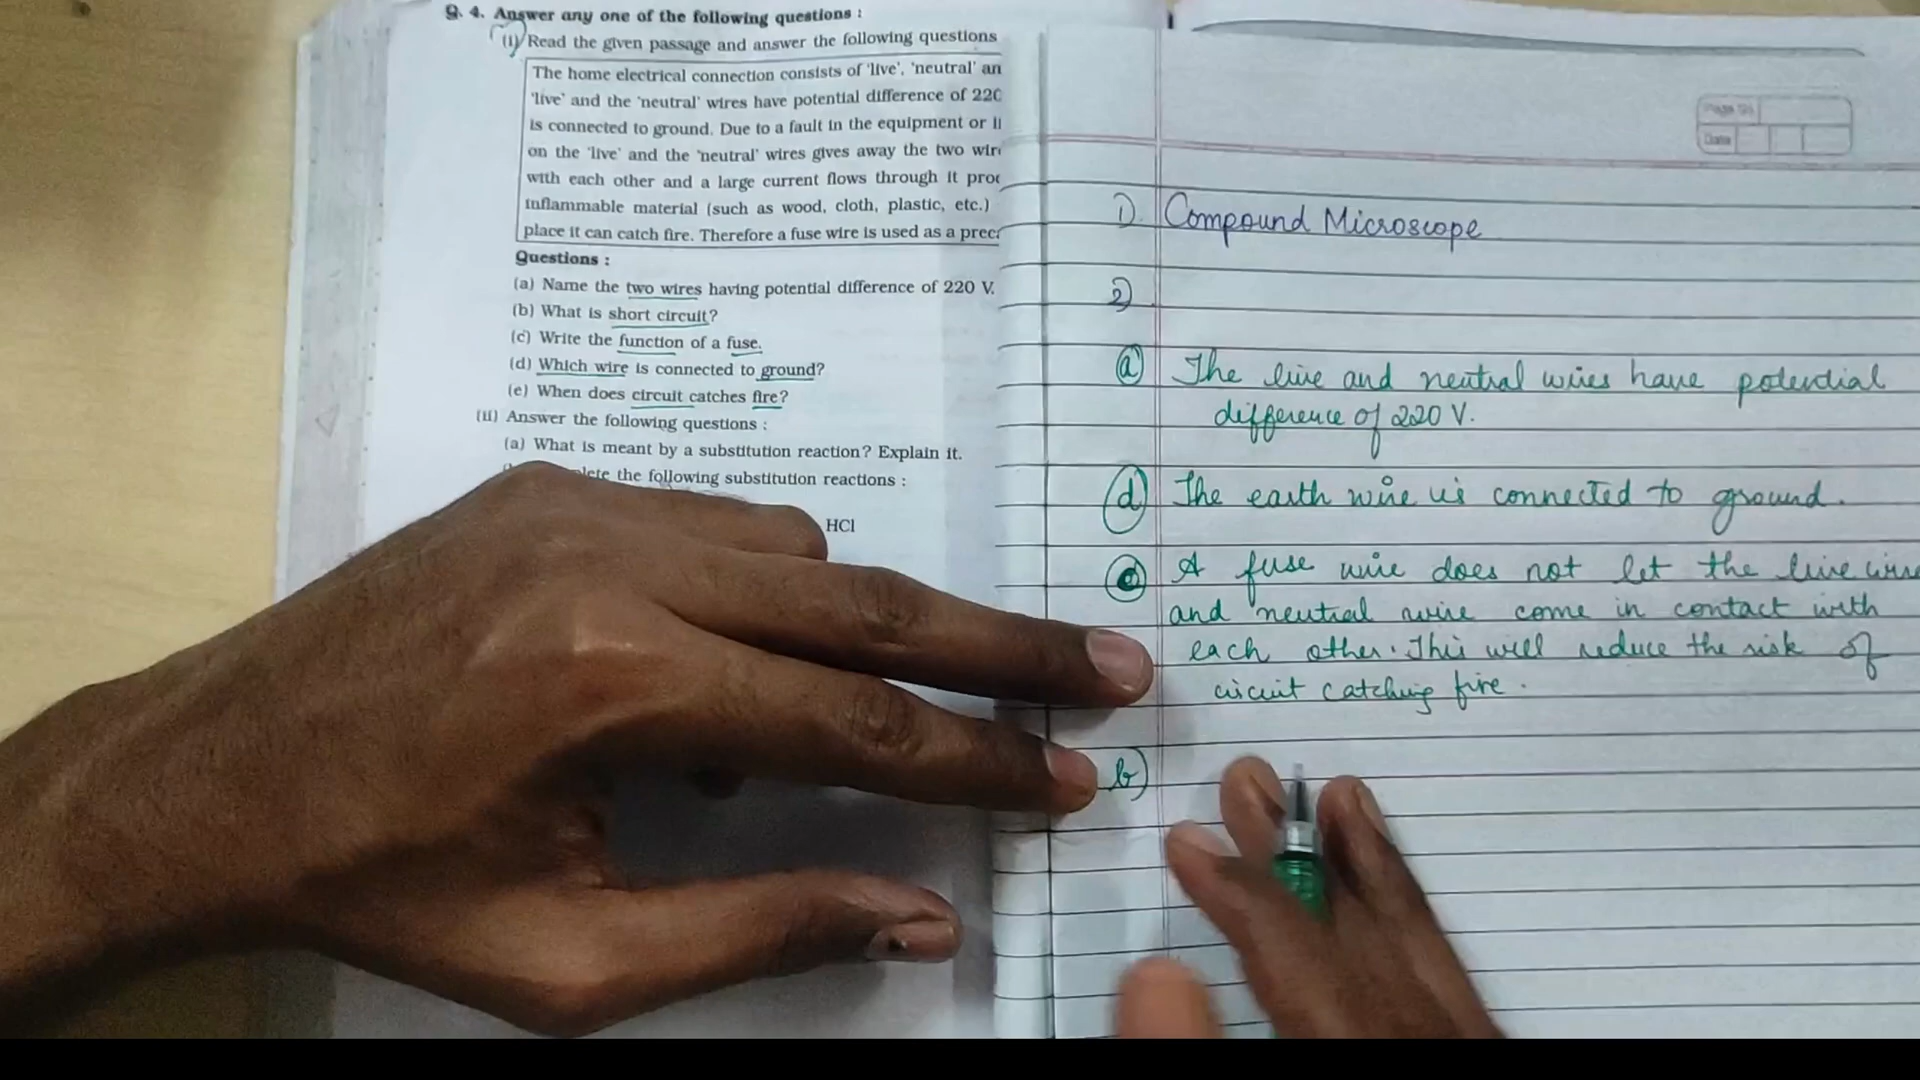 Q. 4. Answer any one of the following questions :
(i) Read the given passage and answer the following questions
The home electrical connection consists of 'live', 'neutral' an
'live' and the 'neutral' wires have potential difference of 220
is connected to ground. Due to a fault in the equipment or i
on the 'live' and the 'neutral' wires gives away the two wir
with each other and a large current flows through it pro
inflammable material (such as wood, cloth, plastic, etc.)
place it can catch fire. Therefore a fuse wire is used as a prec
Questions :
(a) Name the two wires having potential difference of 220 V.
(b) What is short circuit?
(c) Write the function of a fuse.
(d) Which wire is connected to ground?
(e) When does circuit catches fire?
(ii) Answer the following questions :
(a) What is meant by a substitution reaction? Explain it.
lete the following substitution reactions :
HCl
Page No
Date
1). Compound Microscope
2)
(a) The live and neutral wires have potential
difference of 220 V.
(d) The earth wire is connected to ground.
(c) A fuse wire does not let the live wire
and neutral wire come in contact with
each other. This will reduce the risk of
circuit catching fire.
b)